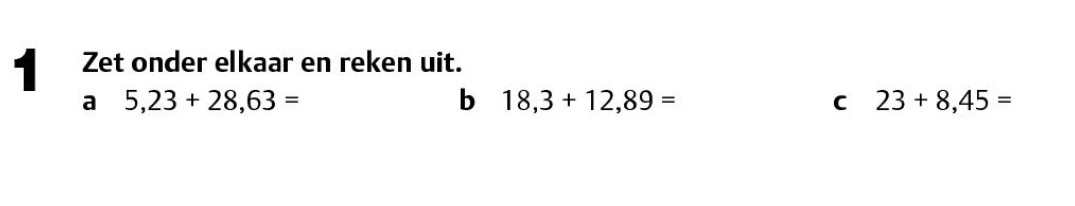 1 Zet onder elkaar en reken uit.
a 5,23 + 28,63 = b 18,3 + 12,89 = c 23 + 8,45 =